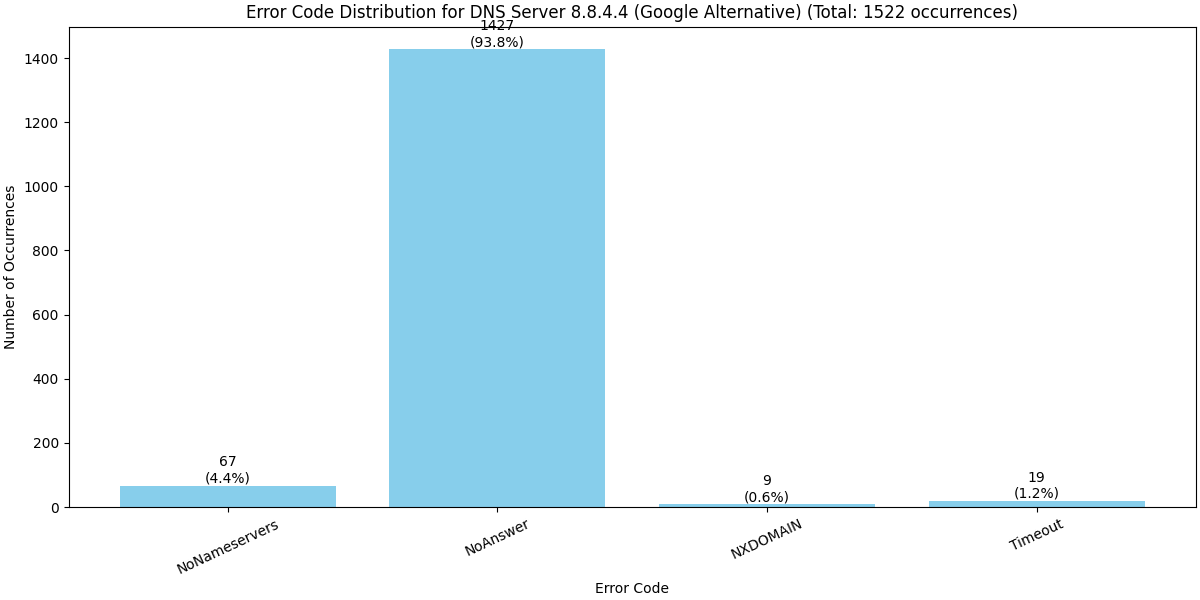 Error Code Distribution for DNS Server 8.8.4.4 (Google Alternative) (Total: 1522 occurrences)
Number of Occurrences
1400
1200
1000
800
600
400
200
0
67
(4.4%)
1427
(93.8%)
9
(0.6%)
19
(1.2%)
NoNameservers
NoAnswer
NXDOMAIN
Timeout
Error Code